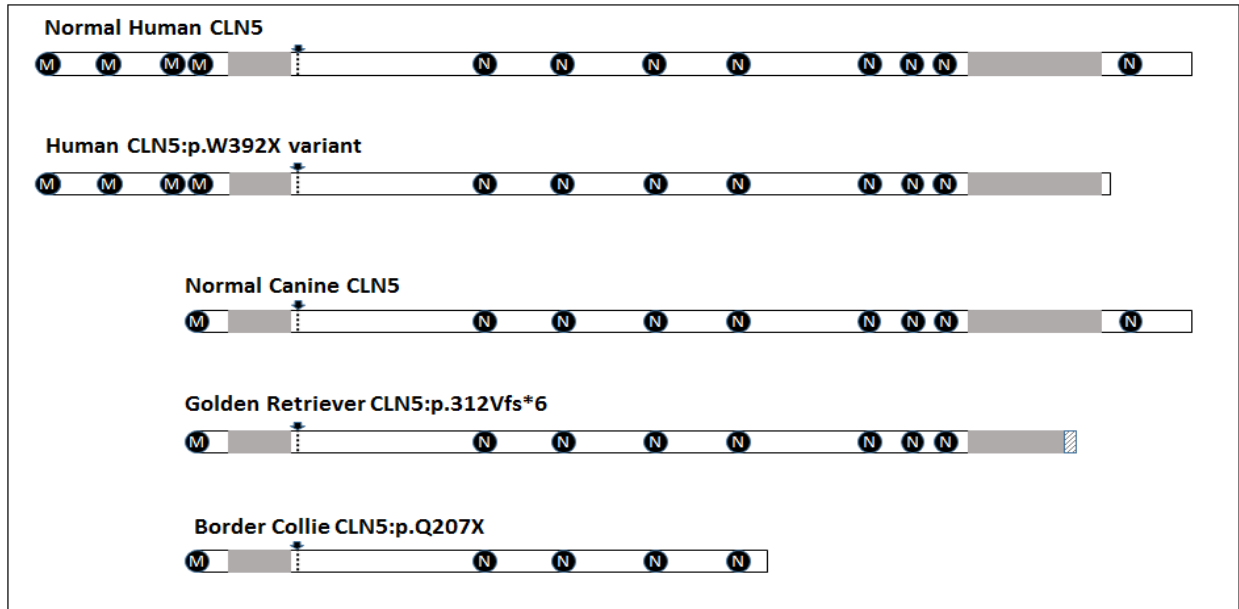 Normal Human CLN5
M M M M N N N N N N N N
Human CLN5:p.W392X variant
M M M M N N N N N N N
Normal Canine CLN5
M N N N N N N N N
Golden Retriever CLN5:p.312Vfs*6
M N N N N N N N
Border Collie CLN5:p.Q207X
M N N N N